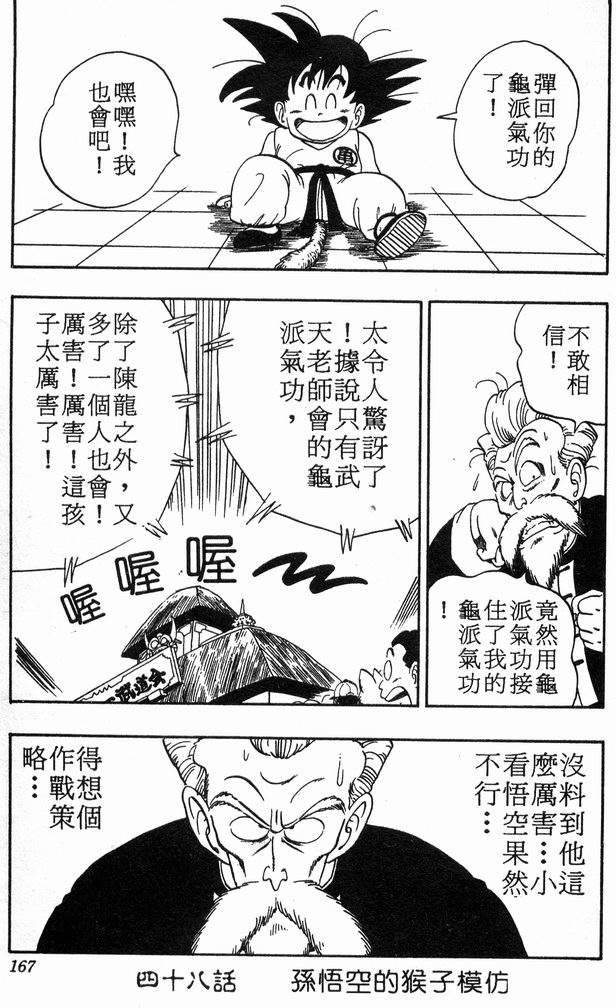 彈回你的
龜派氣功
了！
嘿嘿！我
也會吧！
龜
不敢相
信！
竟然用龜
派氣功接
住了我的
龜派氣功
！
太令人驚訝了
！據說只有武
天老師會的龜
派氣功，
除了陳龍之外，又
多了一個人也會！
厲害！厲害！這孩
子太厲害了！
喔喔喔
武道會
沒料到他這
麼厲害…小
看悟空果然
不行…
得想個
作戰策
略…
167
四十八話　孫悟空的猴子模仿